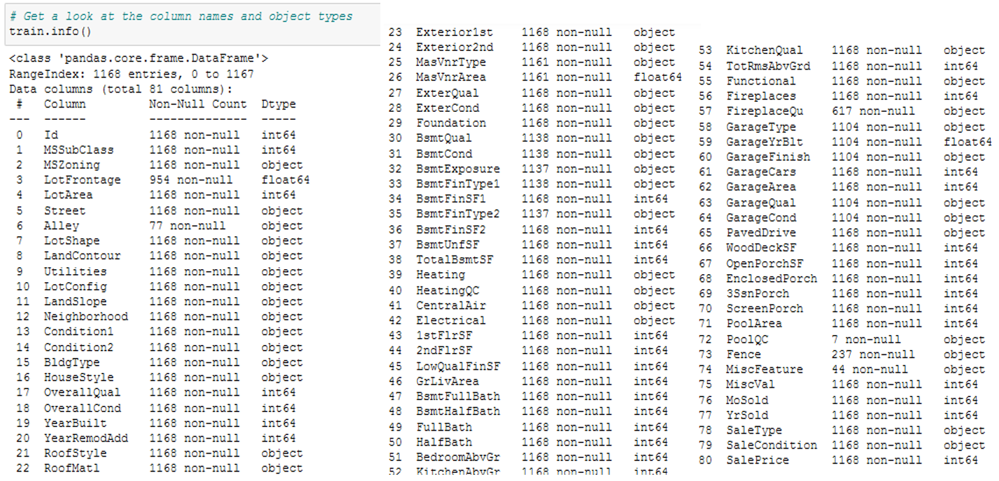 # Get a look at the column names and object types
train.info()
<class 'pandas.core.frame.DataFrame'>
RangeIndex: 1168 entries, 0 to 1167
Data columns (total 81 columns):
# Column Non-Null Count Dtype
--- ------ -------------- -----
0 Id 1168 non-null int64
1 MSSubClass 1168 non-null int64
2 MSZoning 1168 non-null object
3 LotFrontage 954 non-null float64
4 LotArea 1168 non-null int64
5 Street 1168 non-null object
6 Alley 77 non-null object
7 LotShape 1168 non-null object
8 LandContour 1168 non-null object
9 Utilities 1168 non-null object
10 LotConfig 1168 non-null object
11 LandSlope 1168 non-null object
12 Neighborhood 1168 non-null object
13 Condition1 1168 non-null object
14 Condition2 1168 non-null object
15 BldgType 1168 non-null object
16 HouseStyle 1168 non-null object
17 OverallQual 1168 non-null int64
18 OverallCond 1168 non-null int64
19 YearBuilt 1168 non-null int64
20 YearRemodAdd 1168 non-null int64
21 RoofStyle 1168 non-null object
22 RoofMatl 1168 non-null object
23 Exterior1st 1168 non-null object
24 Exterior2nd 1168 non-null object
25 MasVnrType 1161 non-null object
26 MasVnrArea 1161 non-null float64
27 ExterQual 1168 non-null object
28 ExterCond 1168 non-null object
29 Foundation 1168 non-null object
30 BsmtQual 1138 non-null object
31 BsmtCond 1138 non-null object
32 BsmtExposure 1137 non-null object
33 BsmtFinType1 1138 non-null object
34 BsmtFinSF1 1168 non-null int64
35 BsmtFinType2 1137 non-null object
36 BsmtFinSF2 1168 non-null int64
37 BsmtUnfSF 1168 non-null int64
38 TotalBsmtSF 1168 non-null int64
39 Heating 1168 non-null object
40 HeatingQC 1168 non-null object
41 CentralAir 1168 non-null object
42 Electrical 1168 non-null object
43 1stFlrSF 1168 non-null int64
44 2ndFlrSF 1168 non-null int64
45 LowQualFinSF 1168 non-null int64
46 GrLivArea 1168 non-null int64
47 BsmtFullBath 1168 non-null int64
48 BsmtHalfBath 1168 non-null int64
49 FullBath 1168 non-null int64
50 HalfBath 1168 non-null int64
51 BedroomAbvGr 1168 non-null int64
52 KitchenAbvGr 1168 non-null int64
53 KitchenQual 1168 non-null object
54 TotRmsAbvGrd 1168 non-null int64
55 Functional 1168 non-null object
56 Fireplaces 1168 non-null int64
57 FireplaceQu 617 non-null object
58 GarageType 1104 non-null object
59 GarageYrBlt 1104 non-null float64
60 GarageFinish 1104 non-null object
61 GarageCars 1168 non-null int64
62 GarageArea 1168 non-null int64
63 GarageQual 1104 non-null object
64 GarageCond 1104 non-null object
65 PavedDrive 1168 non-null object
66 WoodDeckSF 1168 non-null int64
67 OpenPorchSF 1168 non-null int64
68 EnclosedPorch 1168 non-null int64
69 3SsnPorch 1168 non-null int64
70 ScreenPorch 1168 non-null int64
71 PoolArea 1168 non-null int64
72 PoolQC 7 non-null object
73 Fence 237 non-null object
74 MiscFeature 44 non-null object
75 MiscVal 1168 non-null int64
76 MoSold 1168 non-null int64
77 YrSold 1168 non-null int64
78 SaleType 1168 non-null object
79 SaleCondition 1168 non-null object
80 SalePrice 1168 non-null int64